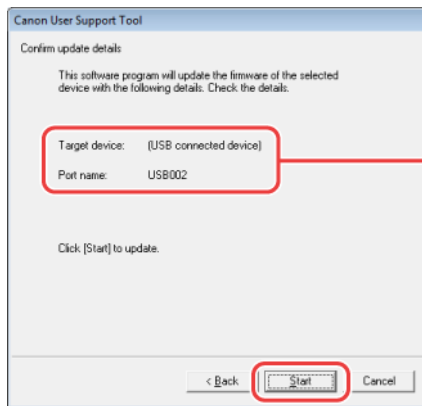 Canon User Support Tool
Confirm update details
This software program will update the firmware of the selected
device with the following details. Check the details.
Target device: (USB connected device)
Port name: USB002
Click [Start] to update.
< Back Start Cancel